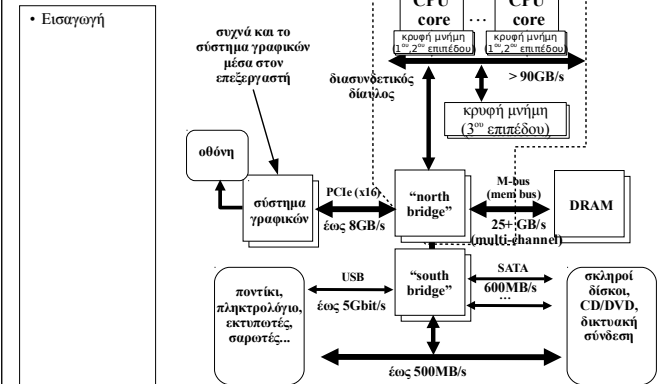 • Εισαγωγή
CPU
core
...
CPU
core
κρυφή μνήμη
(1ου,2ου επιπέδου)
κρυφή μνήμη
(1ου,2ου επιπέδου)
συχνά και το
σύστημα γραφικών
μέσα στον
επεξεργαστή
διασυνδετικός
δίαυλος
> 90GB/s
κρυφή μνήμη
(3ου επιπέδου)
οθόνη
σύστημα
γραφικών
PCIe (x16)
έως 8GB/s
“north
bridge”
M-bus
(mem bus)
25+ GB/s
(multi-channel)
DRAM
“south
bridge”
USB
έως 5Gbit/s
SATA
600MB/s
...
ποντίκι,
πληκτρολόγιο,
εκτυπωτές,
σαρωτές...
σκληροί
δίσκοι,
CD/DVD,
δικτυακή
σύνδεση
έως 500MB/s